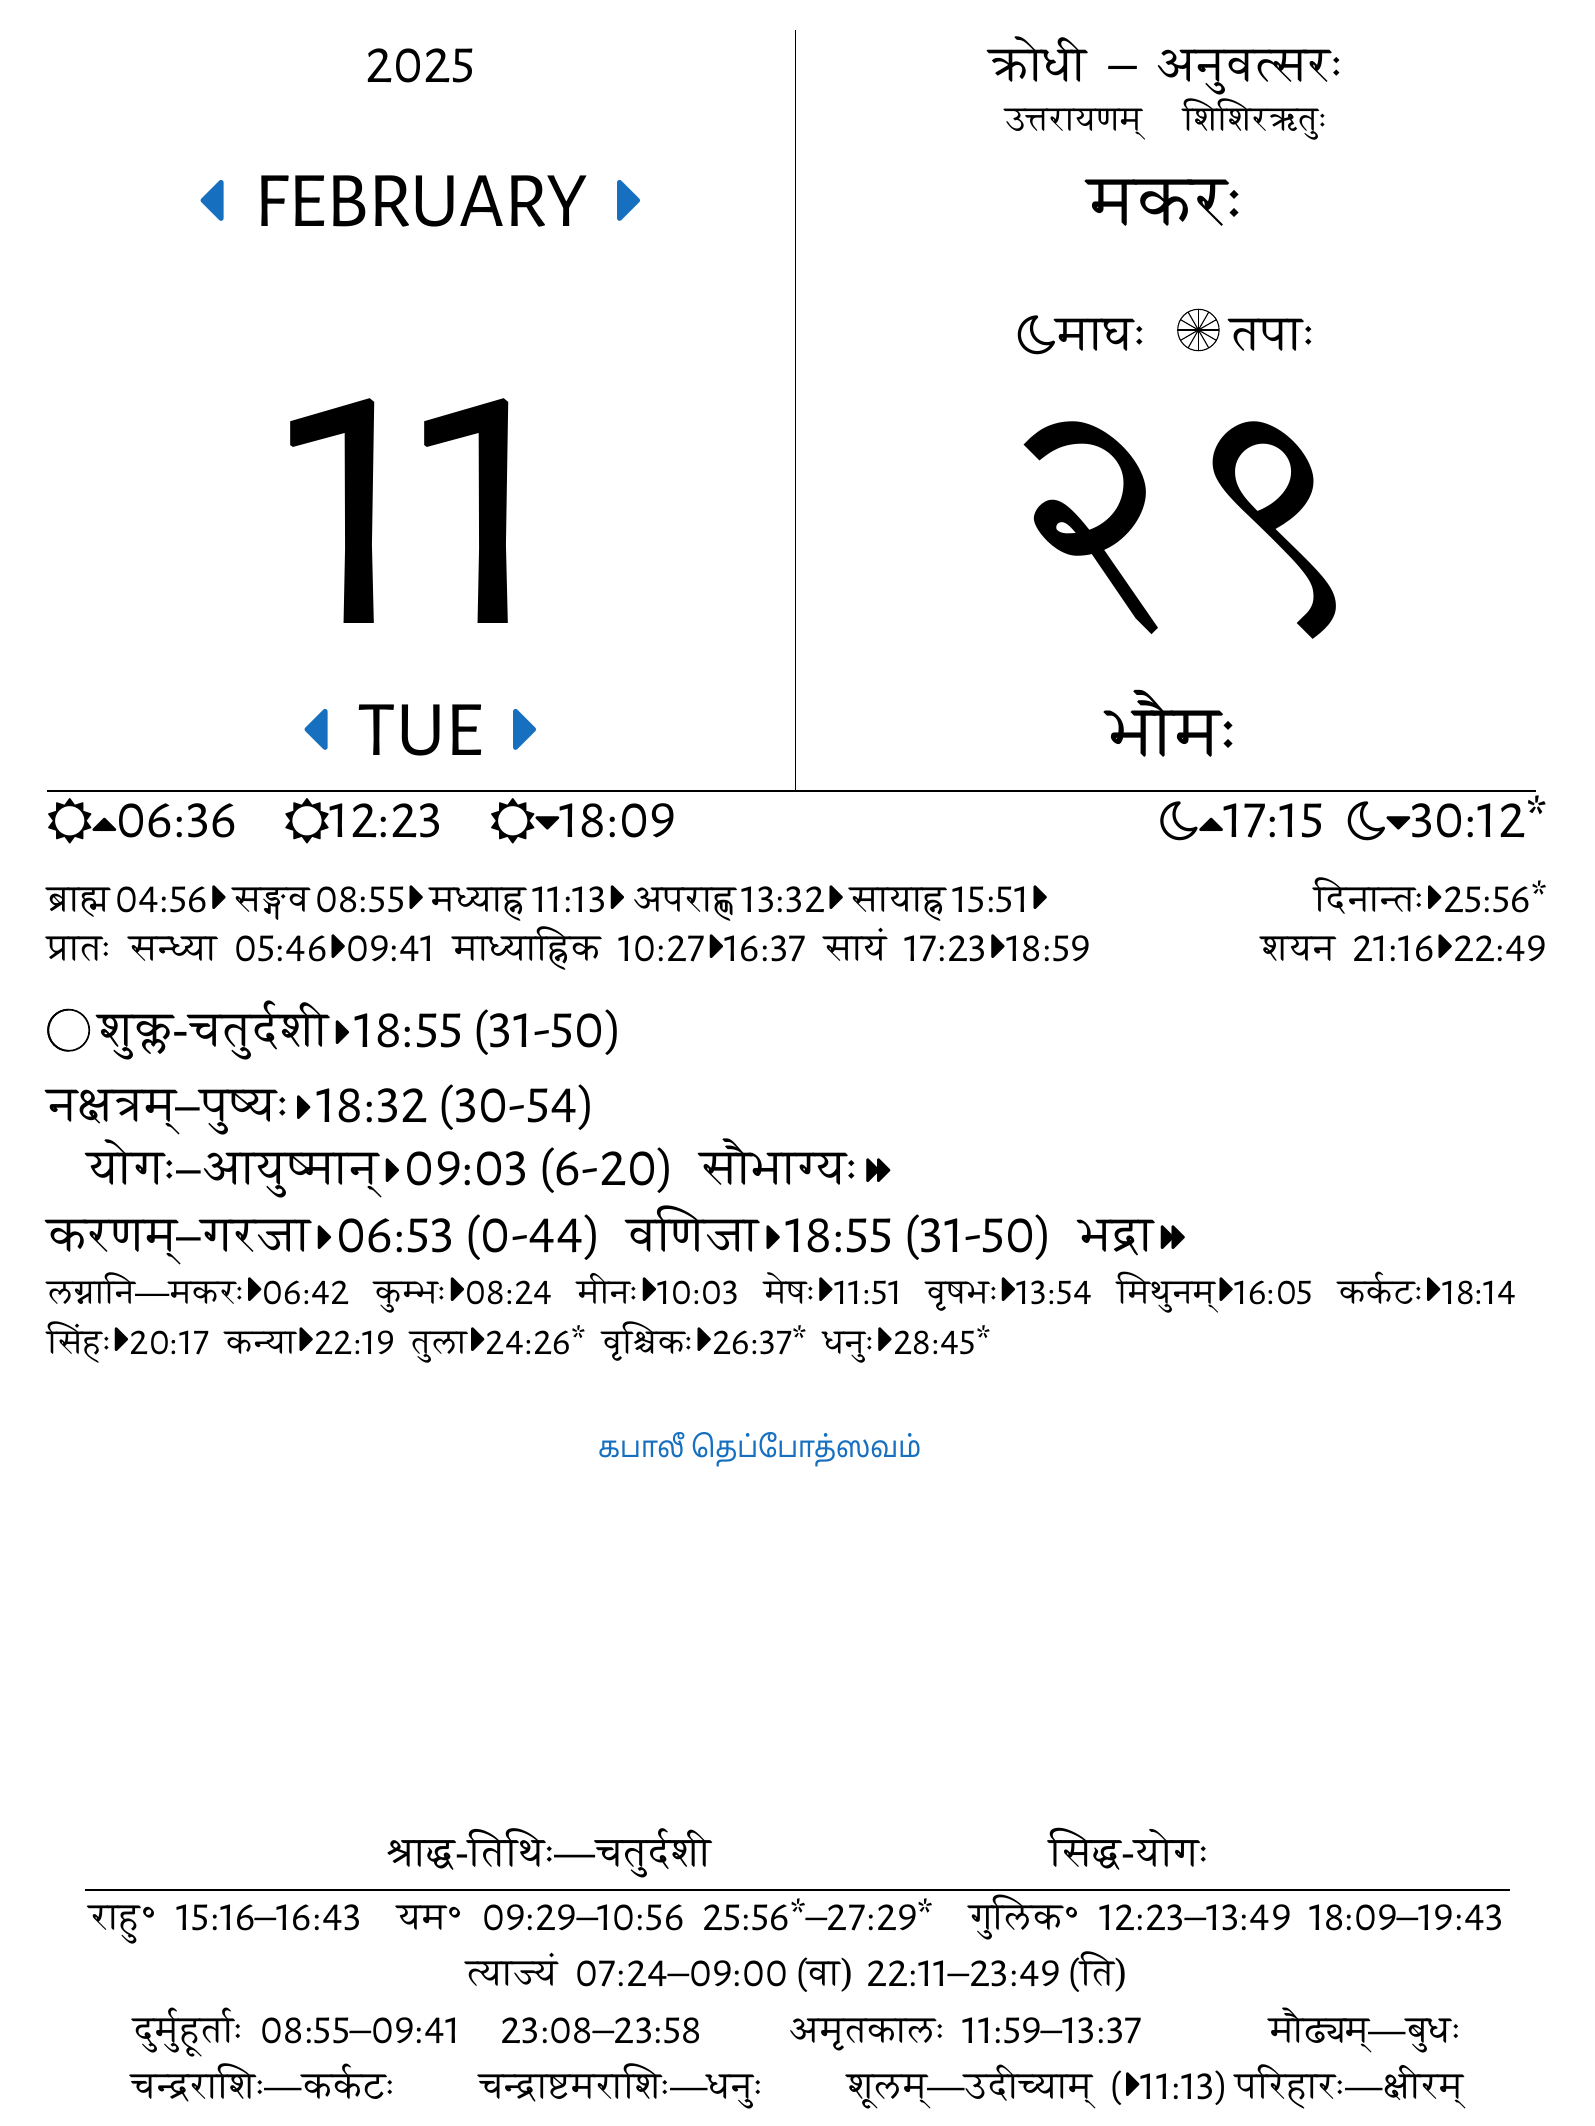 2025
FEBRUARY
11
TUE
क्रोधी – अनुवत्सरः
उत्तरायणम् शिशिरऋतुः
मकरः
माघः तपाः
२९
भौमः
06:36 12:23 18:09 17:15 30:12*
ब्राह्म 04:56 सङ्गव 08:55 मध्याह्न 11:13 अपराह्ण 13:32 सायाह्न 15:51 दिनान्तः 25:56*
प्रातः सन्ध्या 05:46 09:41 माध्याह्निक 10:27 16:37 सायं 17:23 18:59 शयन 21:16 22:49
शुक्ल-चतुर्दशी 18:55 (31-50)
नक्षत्रम्–पुष्यः 18:32 (30-54)
योगः–आयुष्मान् 09:03 (6-20) सौभाग्यः
करणम्–गरजा 06:53 (0-44) वणिजा 18:55 (31-50) भद्रा
लग्नानि—मकरः 06:42 कुम्भः 08:24 मीनः 10:03 मेषः 11:51 वृषभः 13:54 मिथुनम् 16:05 कर्कटः 18:14
सिंहः 20:17 कन्या 22:19 तुला 24:26* वृश्चिकः 26:37* धनुः 28:45*
கபாலீ தெப்போத்ஸவம்
श्राद्ध-तिथिः—चतुर्दशी सिद्ध-योगः
राहु॰ 15:16–16:43 यम॰ 09:29–10:56 25:56*–27:29* गुलिक॰ 12:23–13:49 18:09–19:43
त्याज्यं 07:24–09:00 (वा) 22:11–23:49 (ति)
दुर्मुहूर्ताः 08:55–09:41 23:08–23:58 अमृतकालः 11:59–13:37 मौढ्यम्—बुधः
चन्द्रराशिः—कर्कटः चन्द्राष्टमराशिः—धनुः शूलम्—उदीच्याम् (11:13) परिहारः—क्षीरम्